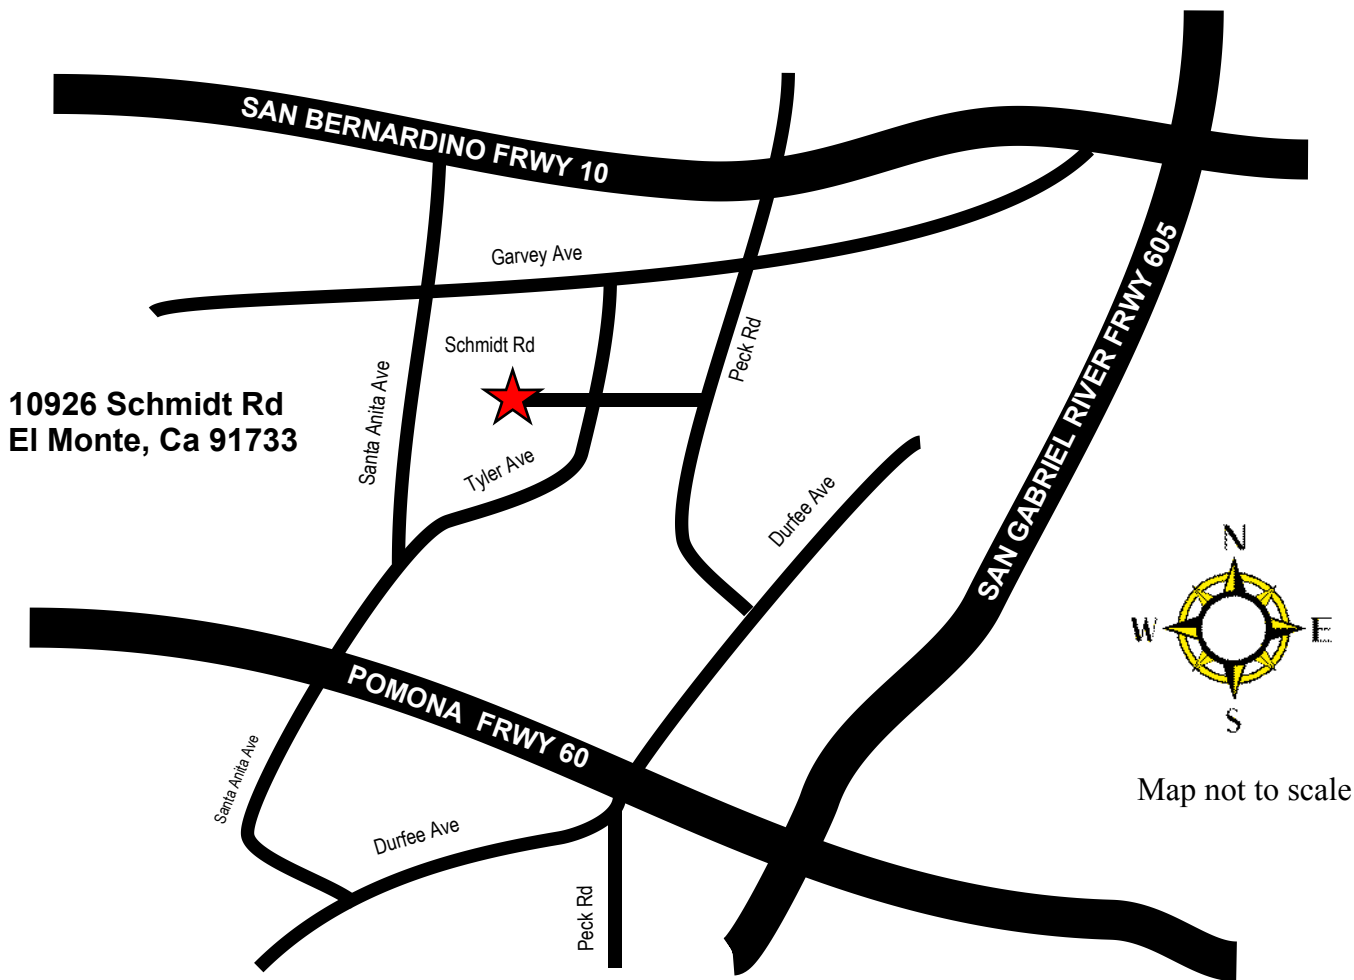 SAN BERNARDINO FRWY 10
Garvey Ave
SAN GABRIEL RIVER FRWY 605
Peck Rd
Schmidt Rd
Santa Anita Ave
10926 Schmidt Rd
El Monte, Ca 91733
Tyler Ave
Durfee Ave
N
W
E
S
POMONA FRWY 60
Santa Anita Ave
Map not to scale
Durfee Ave
Peck Rd